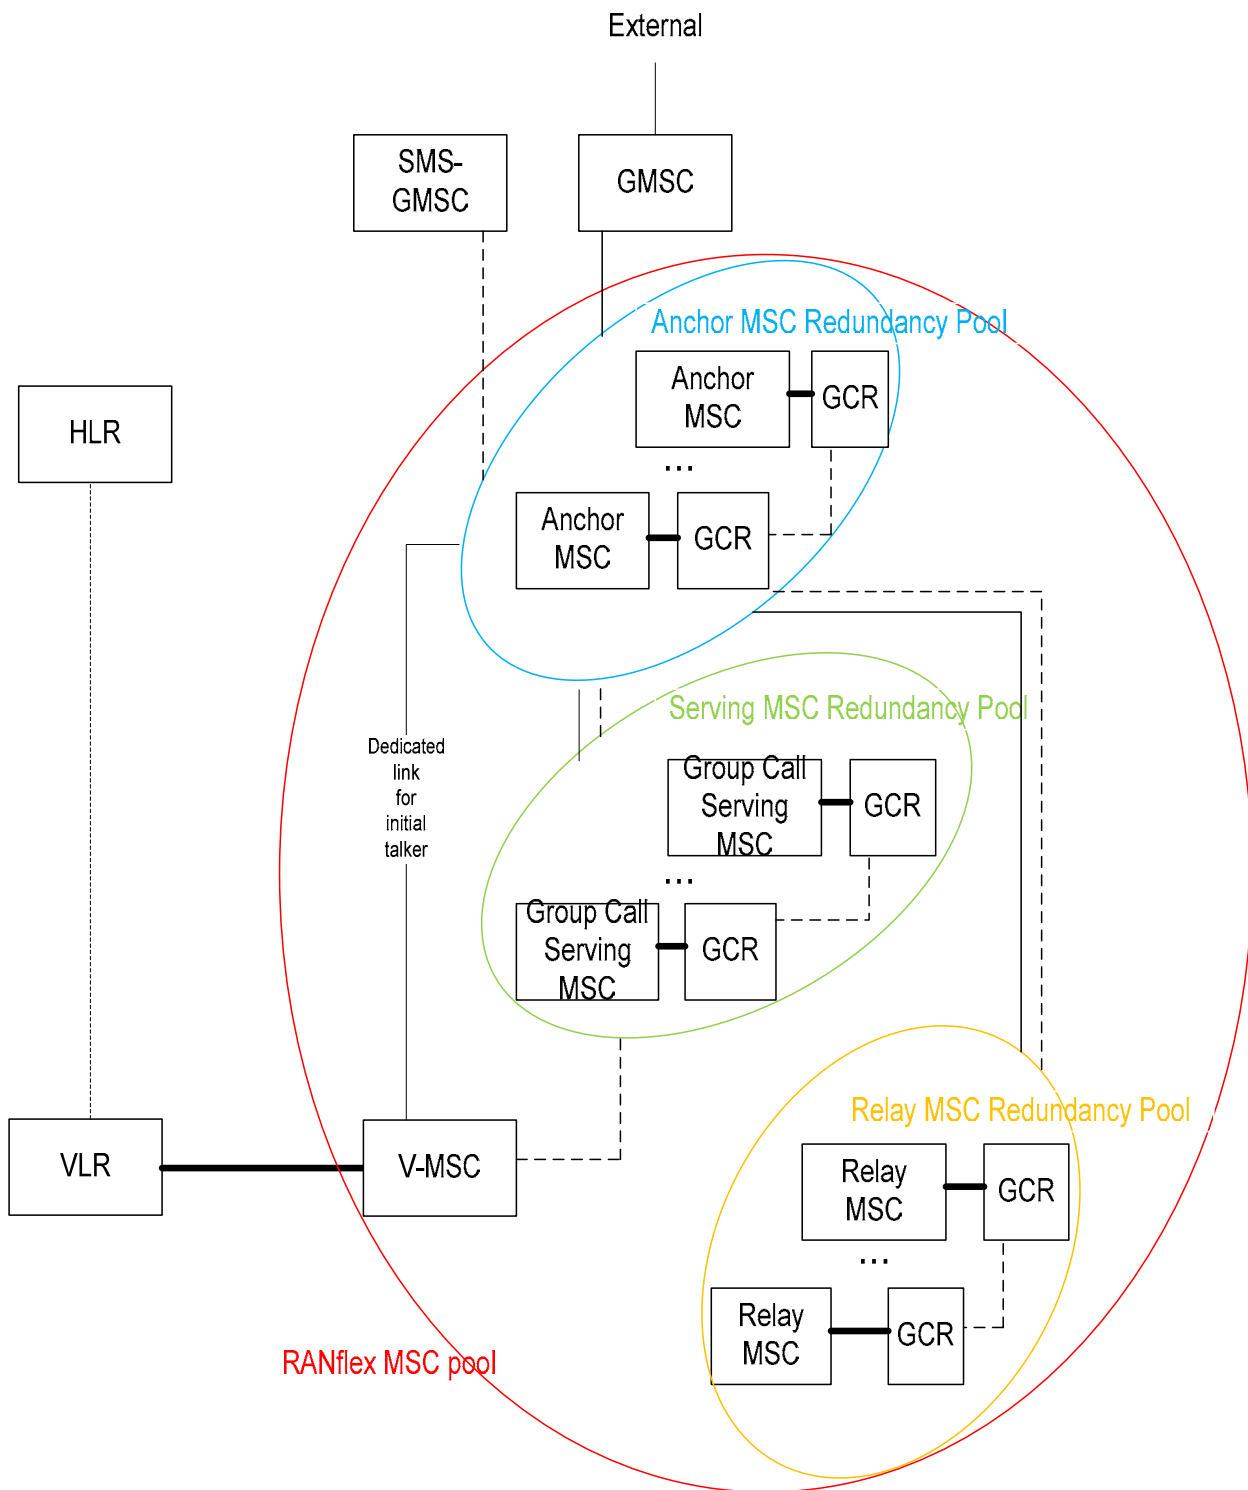 External
SMS-
GMSC
GMSC
Anchor MSC Redundancy Pool
Anchor
MSC
GCR
...
HLR
Anchor
MSC
GCR
Serving MSC Redundancy Pool
Dedicated
link
for
initial
talker
Group Call
Serving
MSC
GCR
...
Group Call
Serving
MSC
GCR
Relay MSC Redundancy Pool
VLR
V-MSC
Relay
MSC
GCR
...
Relay
MSC
GCR
RANflex MSC pool